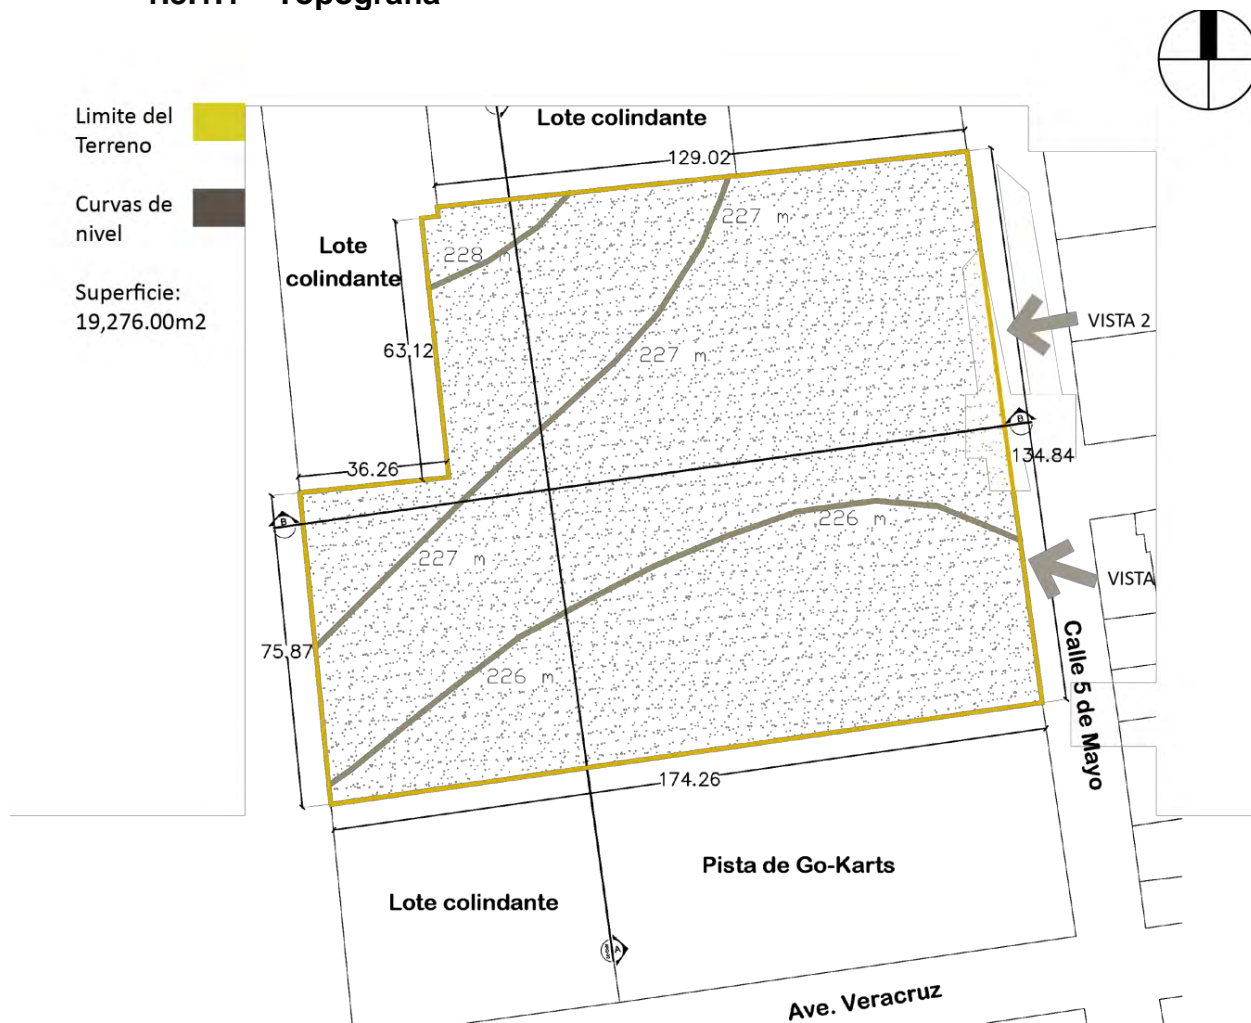 Lote colindante
129.02
Limite del
Terreno
Curvas de
nivel
Superficie:
19,276.00m2
Lote
colindante
228 m
227 m
VISTA 2
63.12
227 m
B
134.84
36.26
B
226 m
227 m
VISTA
75.87
226 m
Calle 5 de Mayo
174.26
Pista de Go-Karts
Lote colindante
A
Ave. Veracruz